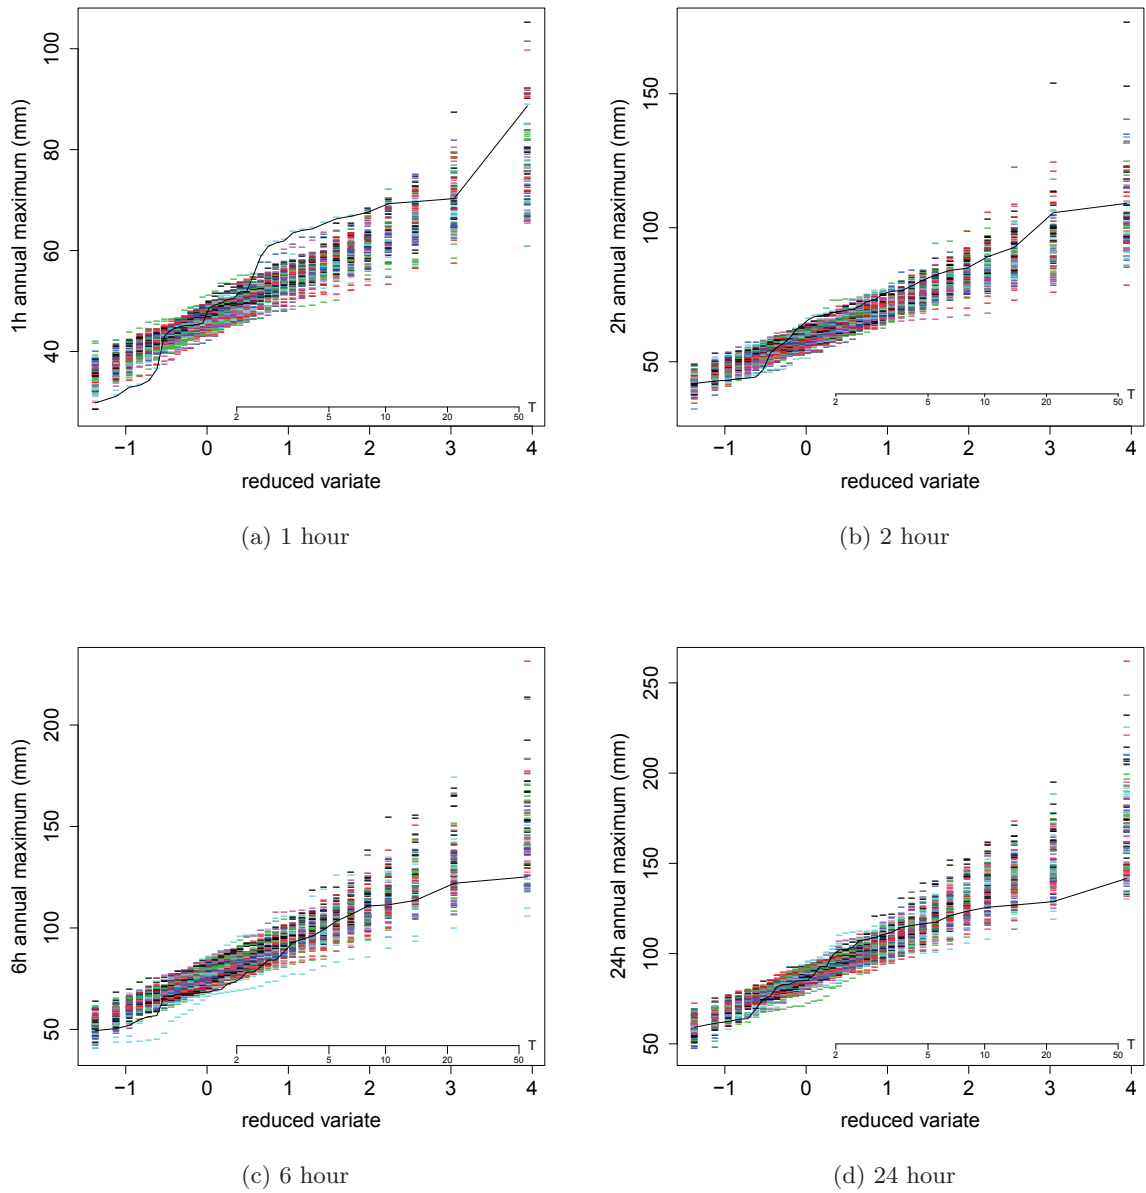 1h annual maximum (mm)
100
80
60
40
2 5 10 20 50 T
−1 0 1 2 3 4
reduced variate
(a) 1 hour
2h annual maximum (mm)
150
100
50
2 5 10 20 50 T
−1 0 1 2 3 4
reduced variate
(b) 2 hour
6h annual maximum (mm)
200
150
100
50
2 5 10 20 50 T
−1 0 1 2 3 4
reduced variate
(c) 6 hour
24h annual maximum (mm)
250
200
150
100
50
2 5 10 20 50 T
−1 0 1 2 3 4
reduced variate
(d) 24 hour